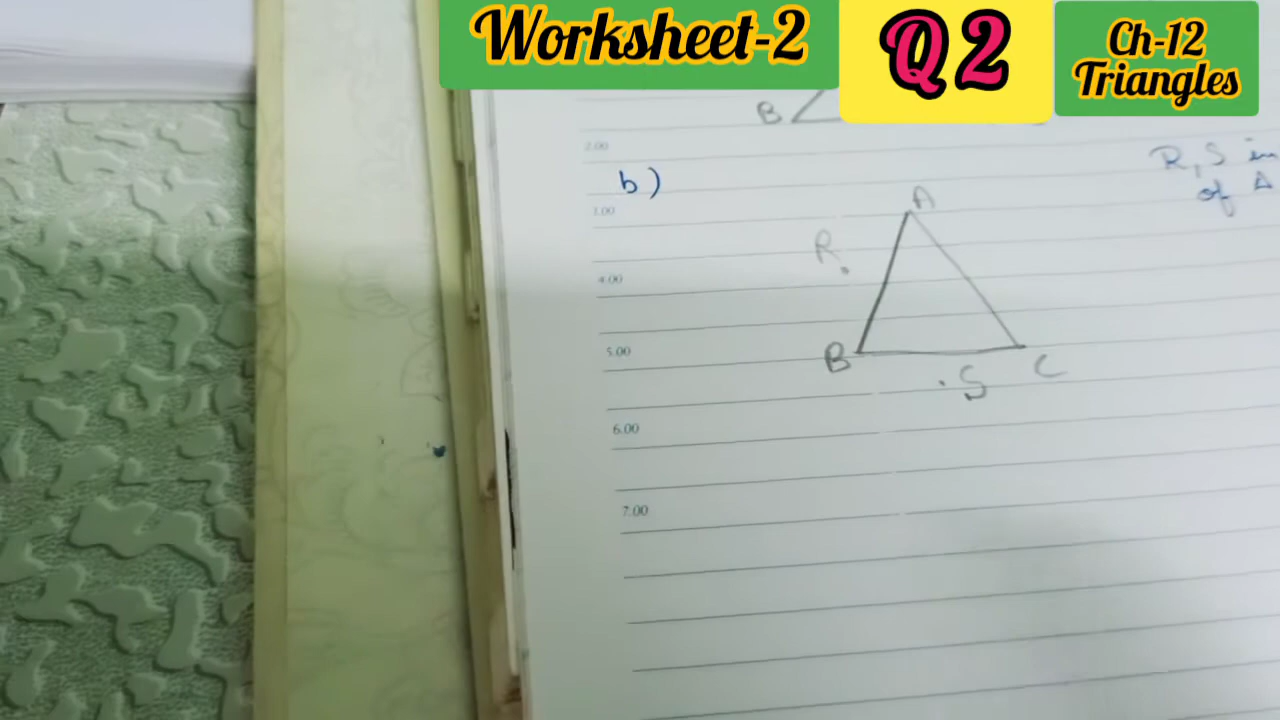 Worksheet-2
Q2
Ch-12
Triangles
B
2.00
b)
R, S in
of Δ
3.00
A
R
4.00
5.00
B
C
S
6.00
7.00